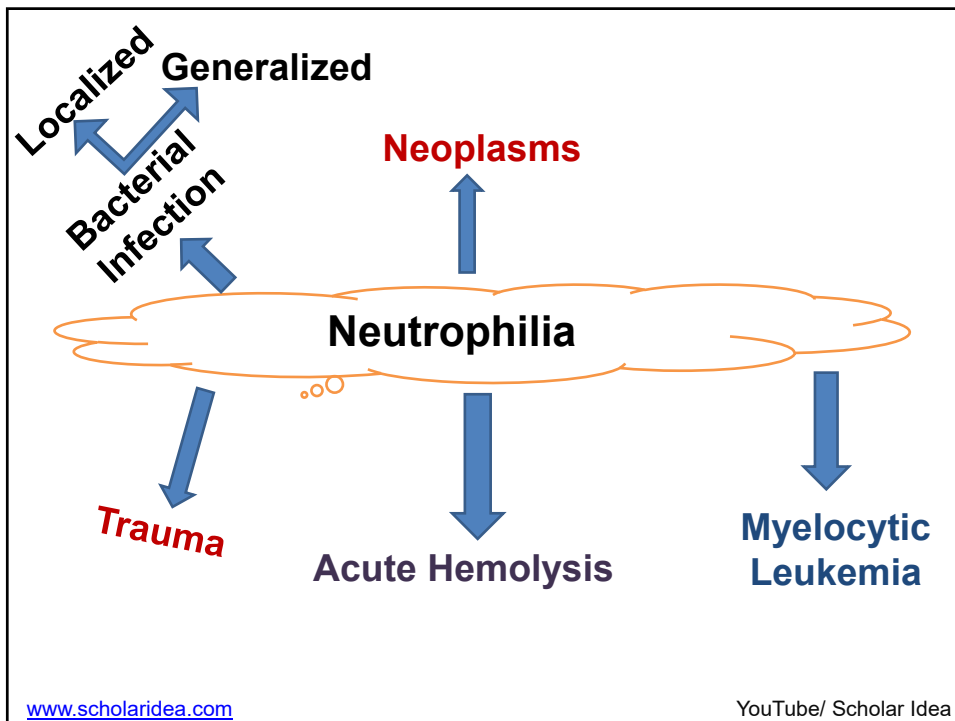 Localized
Generalized
Bacterial
Infection
Neoplasms
Neutrophilia
Trauma
Acute Hemolysis
Myelocytic
Leukemia
www.scholaridea.com
YouTube/ Scholar Idea